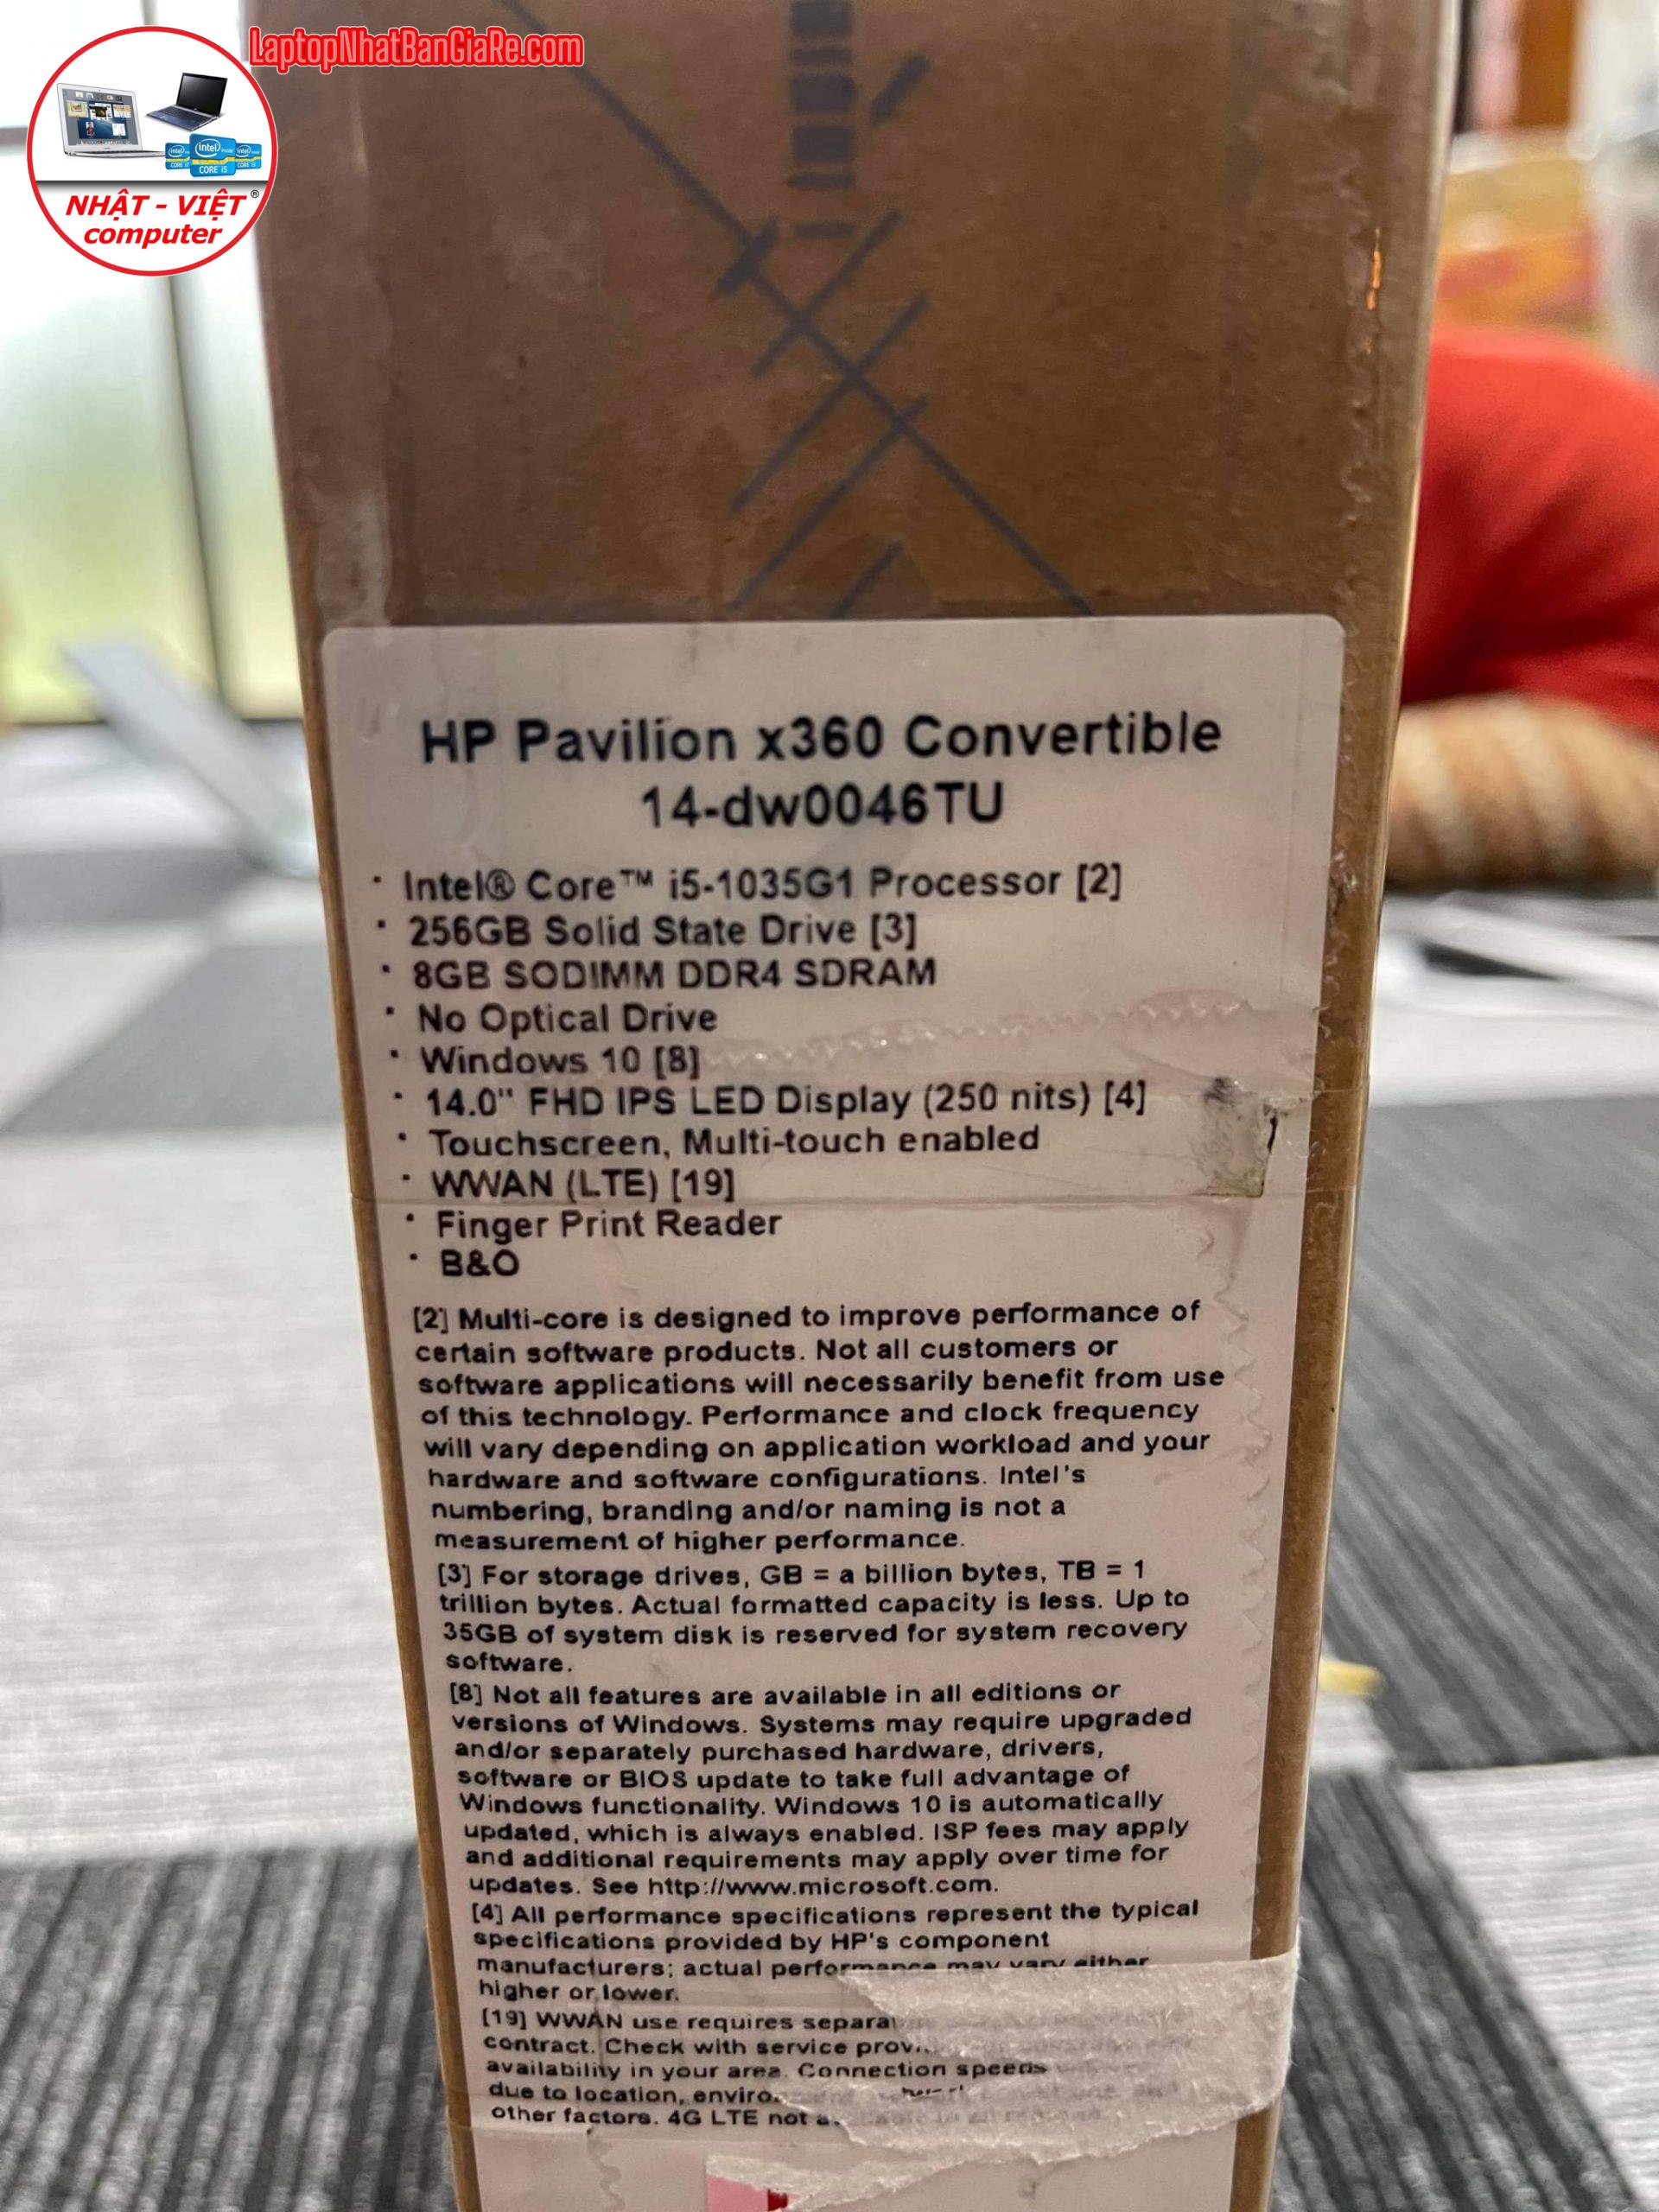 LaptopNhatBanGiaRe.com
intel intel intel
CORE i5
NHẬT - VIỆT ®
computer
HP Pavilion x360 Convertible
14-dw0046TU
· Intel® Core™ i5-1035G1 Processor [2]
· 256GB Solid State Drive [3]
· 8GB SODIMM DDR4 SDRAM
· No Optical Drive
· Windows 10 [8]
· 14.0" FHD IPS LED Display (250 nits) [4]
· Touchscreen, Multi-touch enabled
· WWAN (LTE) [19]
· Finger Print Reader
· B&O
[2] Multi-core is designed to improve performance of
certain software products. Not all customers or
software applications will necessarily benefit from use
of this technology. Performance and clock frequency
will vary depending on application workload and your
hardware and software configurations. Intel's
numbering, branding and/or naming is not a
measurement of higher performance.
[3] For storage drives, GB = a billion bytes, TB = 1
trillion bytes. Actual formatted capacity is less. Up to
35GB of system disk is reserved for system recovery
software.
[8] Not all features are available in all editions or
versions of Windows. Systems may require upgraded
and/or separately purchased hardware, drivers,
software or BIOS update to take full advantage of
Windows functionality. Windows 10 is automatically
updated, which is always enabled. ISP fees may apply
and additional requirements may apply over time for
updates. See http://www.microsoft.com.
[4] All performance specifications represent the typical
specifications provided by HP's component
manufacturers; actual performance may vary either
higher or lower.
[19] WWAN use requires
contract. Check with service
availability in your area. Connection speeds
due to location,
other factors. 4G LTE not